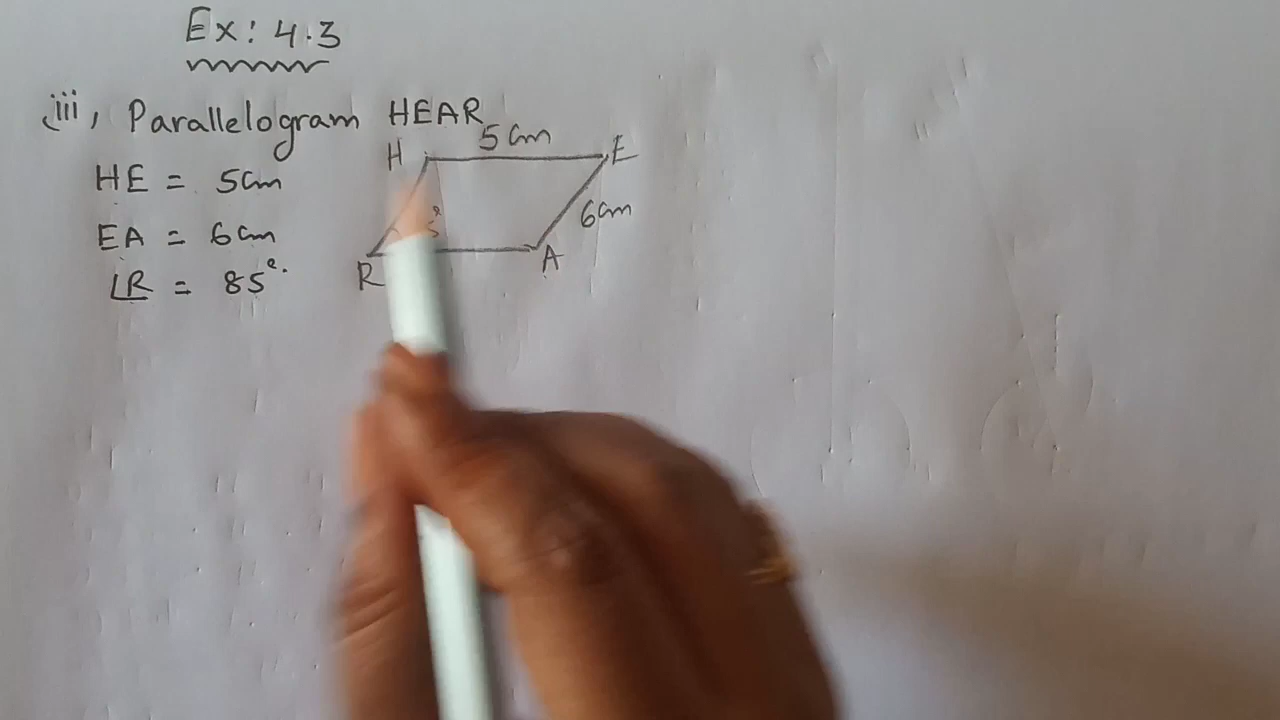 Ex: 4.3
iii, Parallelogram HEAR
H 5cm E
HE = 5cm
EA = 6cm
6cm
∠R = 85°.
R A